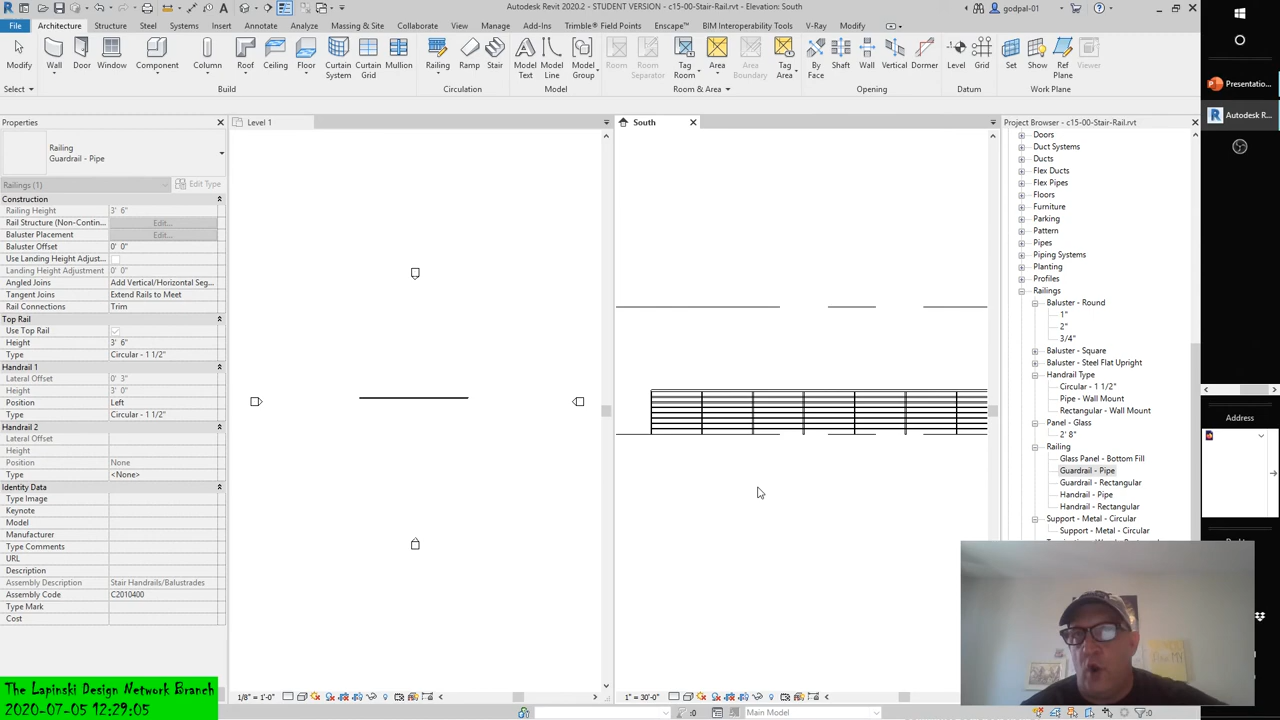 Autodesk Revit 2020.2 - STUDENT VERSION - c15-00-Stair-Rail.rvt - Elevation: South
godpal-01
File Architecture Structure Steel Systems Insert Annotate Analyze Massing & Site Collaborate View Manage Add-Ins Trimble® Field Points Enscape™ BIM Interoperability Tools V-Ray Modify
Modify Wall Door Window Component Column Roof Ceiling Floor Curtain System Curtain Grid Mullion Railing Ramp Stair Model Text Model Line Model Group Room Room Separator Tag Room Area Area Boundary Tag Area By Face Shaft Wall Vertical Dormer Level Grid Set Show Ref Plane Viewer
Select Build Circulation Model Room & Area Opening Datum Work Plane
Properties
Railing
Guardrail - Pipe
Railings (1) Edit Type
Construction
Railing Height 3' 6"
Rail Structure (Non-Contin... Edit...
Baluster Placement Edit...
Baluster Offset 0' 0"
Use Landing Height Adjust...
Landing Height Adjustment 0' 0"
Angled Joins Add Vertical/Horizontal Seg...
Tangent Joins Extend Rails to Meet
Rail Connections Trim
Top Rail
Use Top Rail
Height 3' 6"
Type Circular - 1 1/2"
Handrail 1
Lateral Offset 0' 3"
Height 3' 0"
Position Left
Type Circular - 1 1/2"
Handrail 2
Lateral Offset
Height
Position None
Type <None>
Identity Data
Type Image
Keynote
Model
Manufacturer
Type Comments
URL
Description
Assembly Description Stair Handrails/Balustrades
Assembly Code C2010400
Type Mark
Cost
The Lapinski Design Network Branch
2020-07-05 12:29:05
Level 1
1/8" = 1'-0"
South
1" = 30'-0"
:0
Main Model
:0
Project Browser - c15-00-Stair-Rail.rvt
Doors
Duct Systems
Ducts
Flex Ducts
Flex Pipes
Floors
Furniture
Parking
Pattern
Pipes
Piping Systems
Planting
Profiles
Railings
Baluster - Round
1"
2"
3/4"
Baluster - Square
Baluster - Steel Flat Upright
Handrail Type
Circular - 1 1/2"
Pipe - Wall Mount
Rectangular - Wall Mount
Panel - Glass
2' 8"
Railing
Glass Panel - Bottom Fill
Guardrail - Pipe
Guardrail - Rectangular
Handrail - Pipe
Handrail - Rectangular
Support - Metal - Circular
Support - Metal - Circular
Presentatio...
Autodesk R...
Address